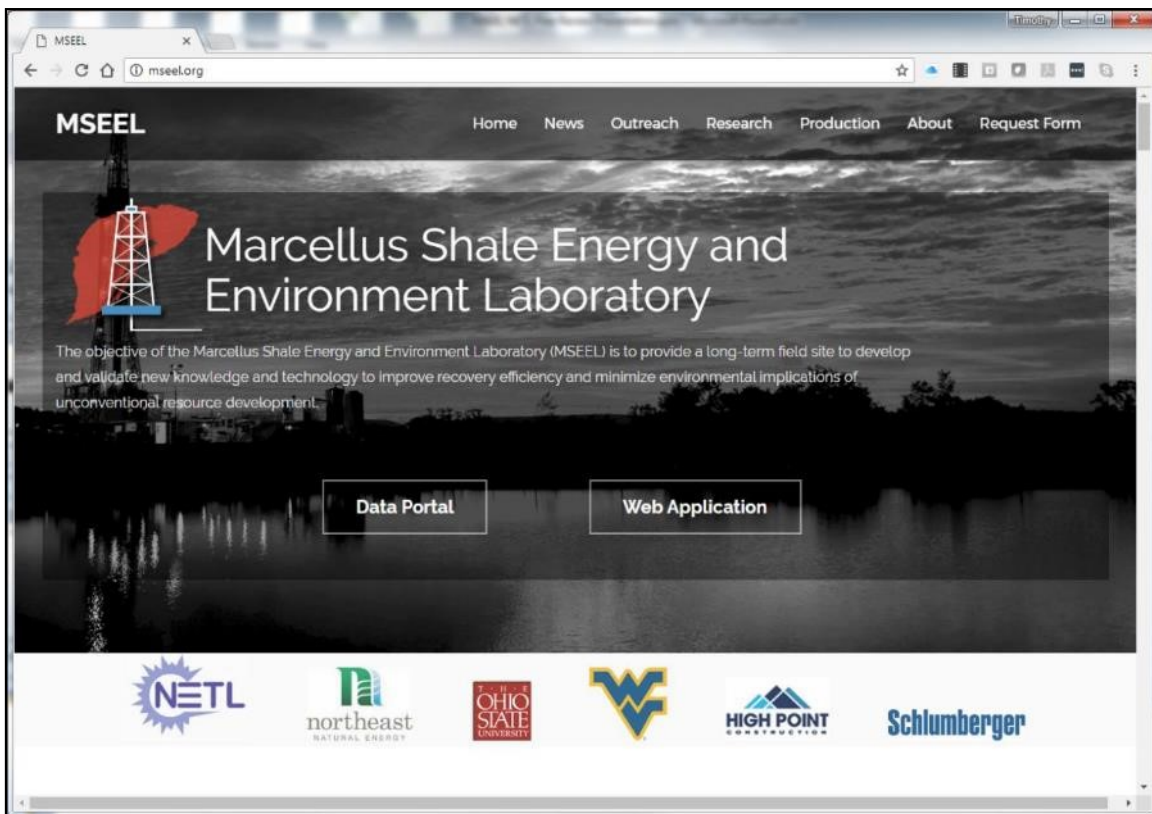 Timothy
MSEEL
mseel.org
MSEEL
Home News Outreach Research Production About Request Form
Marcellus Shale Energy and
Environment Laboratory
The objective of the Marcellus Shale Energy and Environment Laboratory (MSEEL) is to provide a long-term field site to develop
and validate new knowledge and technology to improve recovery efficiency and minimize environmental implications of
unconventional resource development.
Data Portal
Web Application
NETL
northeast
NATURAL ENERGY
T·H·E
OHIO
STATE
UNIVERSITY
WV
HIGH POINT
CONSTRUCTION
Schlumberger